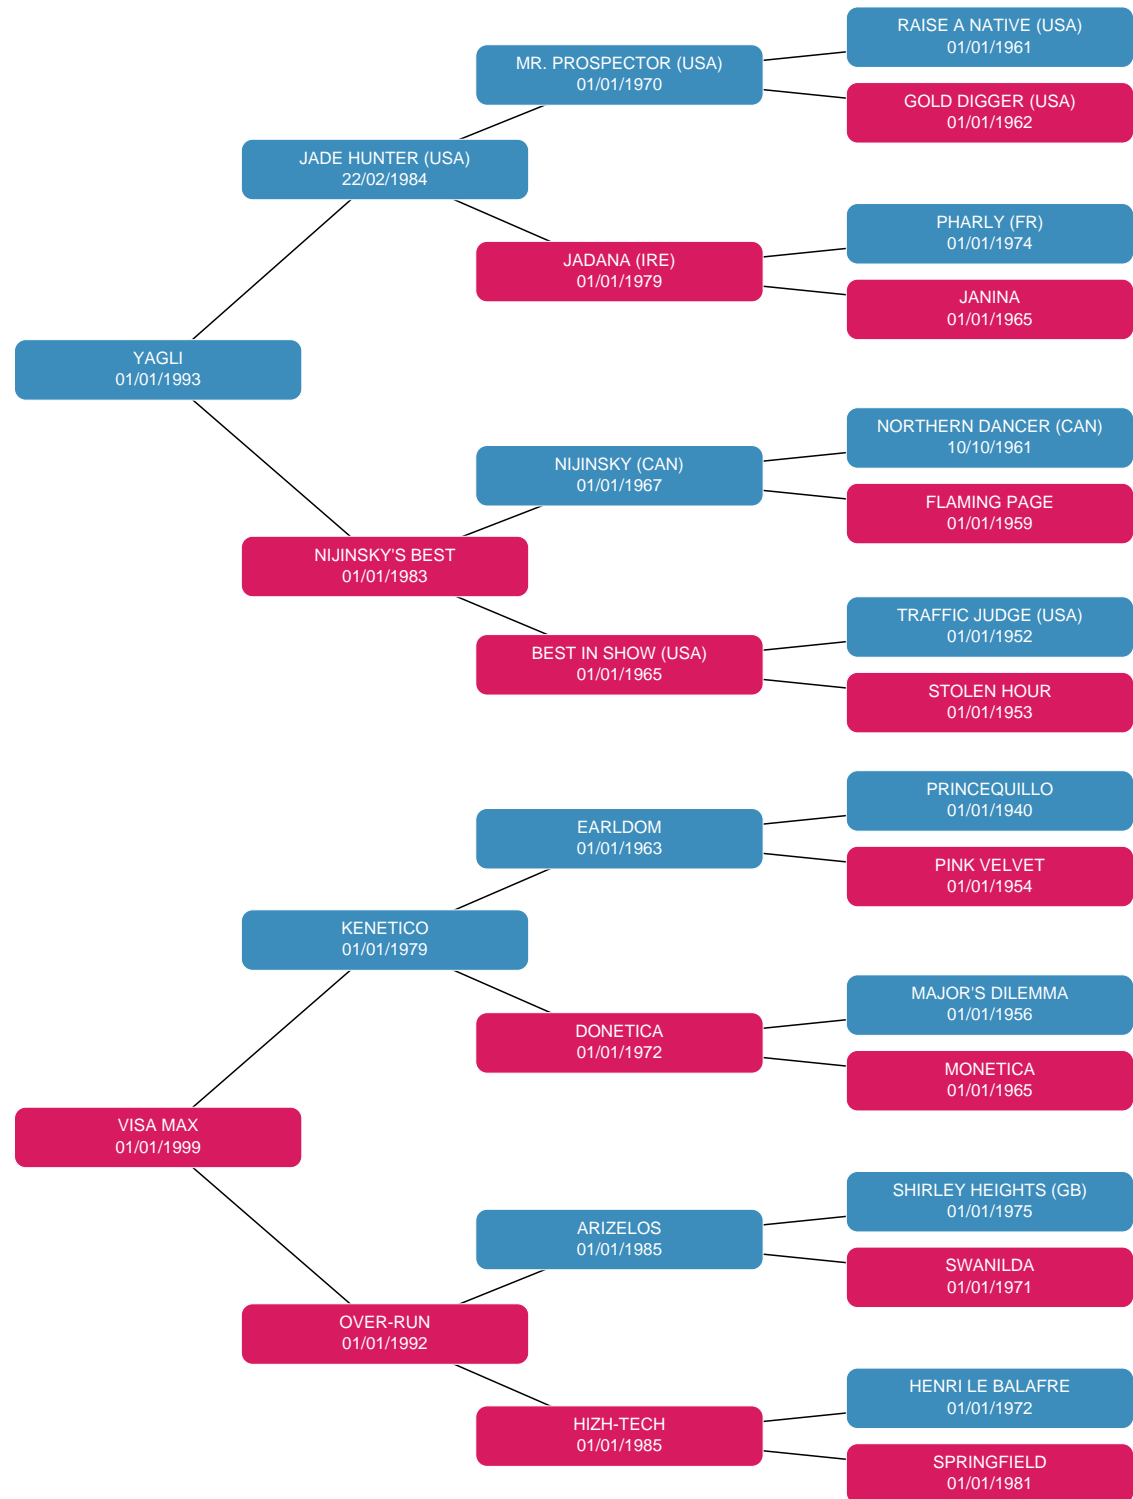 RAISE A NATIVE (USA)
01/01/1961
MR. PROSPECTOR (USA)
01/01/1970
GOLD DIGGER (USA)
01/01/1962
JADE HUNTER (USA)
22/02/1984
PHARLY (FR)
01/01/1974
JADANA (IRE)
01/01/1979
JANINA
01/01/1965
YAGLI
01/01/1993
NORTHERN DANCER (CAN)
10/10/1961
NIJINSKY (CAN)
01/01/1967
FLAMING PAGE
01/01/1959
NIJINSKY'S BEST
01/01/1983
TRAFFIC JUDGE (USA)
01/01/1952
BEST IN SHOW (USA)
01/01/1965
STOLEN HOUR
01/01/1953
PRINCEQUILLO
01/01/1940
EARLDOM
01/01/1963
PINK VELVET
01/01/1954
KENETICO
01/01/1979
MAJOR'S DILEMMA
01/01/1956
DONETICA
01/01/1972
MONETICA
01/01/1965
VISA MAX
01/01/1999
SHIRLEY HEIGHTS (GB)
01/01/1975
ARIZELOS
01/01/1985
SWANILDA
01/01/1971
OVER-RUN
01/01/1992
HENRI LE BALAFRE
01/01/1972
HIZH-TECH
01/01/1985
SPRINGFIELD
01/01/1981